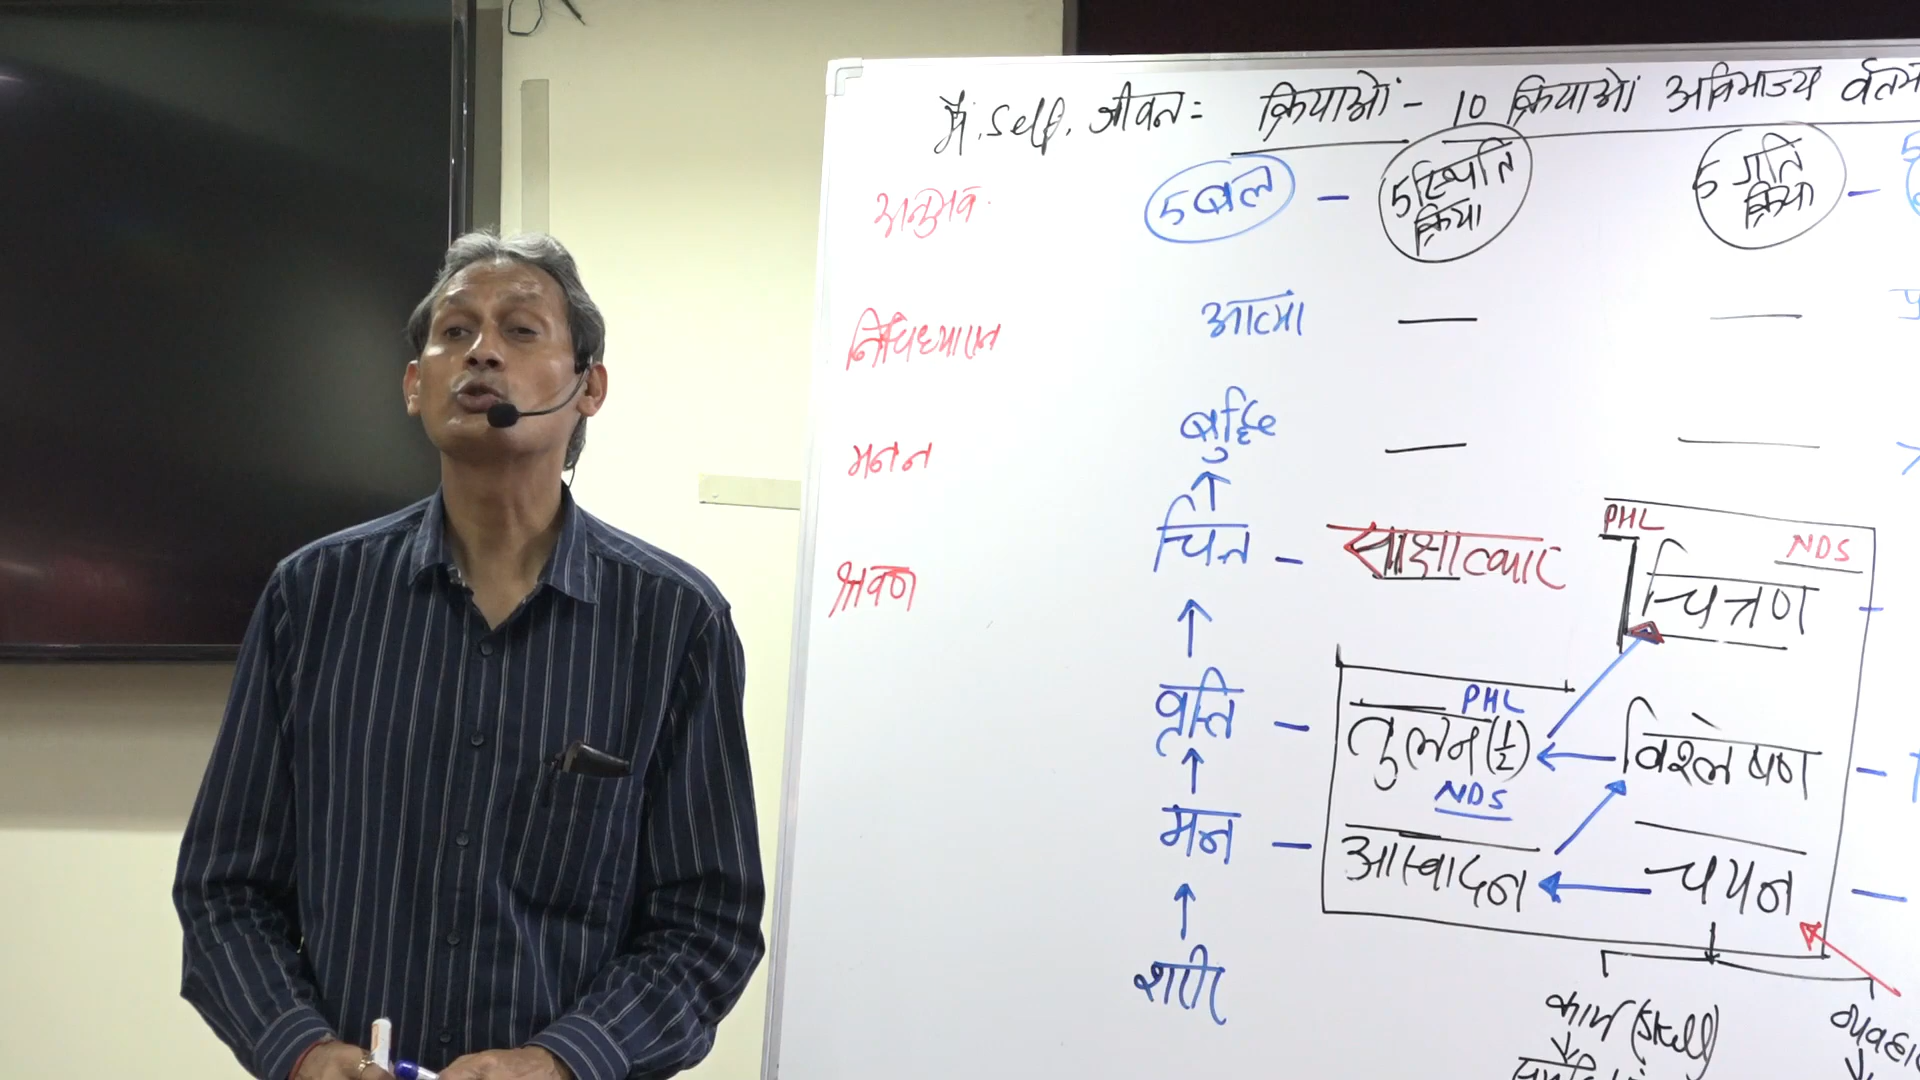 मैं. Self. जीवन = क्रियाओं - 10 क्रियाओं अविभाज्य
अनुभव 5 बल - 5 स्थिति क्रिया 5 गति क्रिया - 5
निधिध्यासन आत्मा — —
मनन बुद्धि — —
PHL NDS
श्रवण चित्त - साक्षात्कार चित्रण -
वृत्ति - PHL तुलन (1/2) NDS विश्लेषण -
मन - आस्वादन चयन -
शरीर
कार्य (Skill)